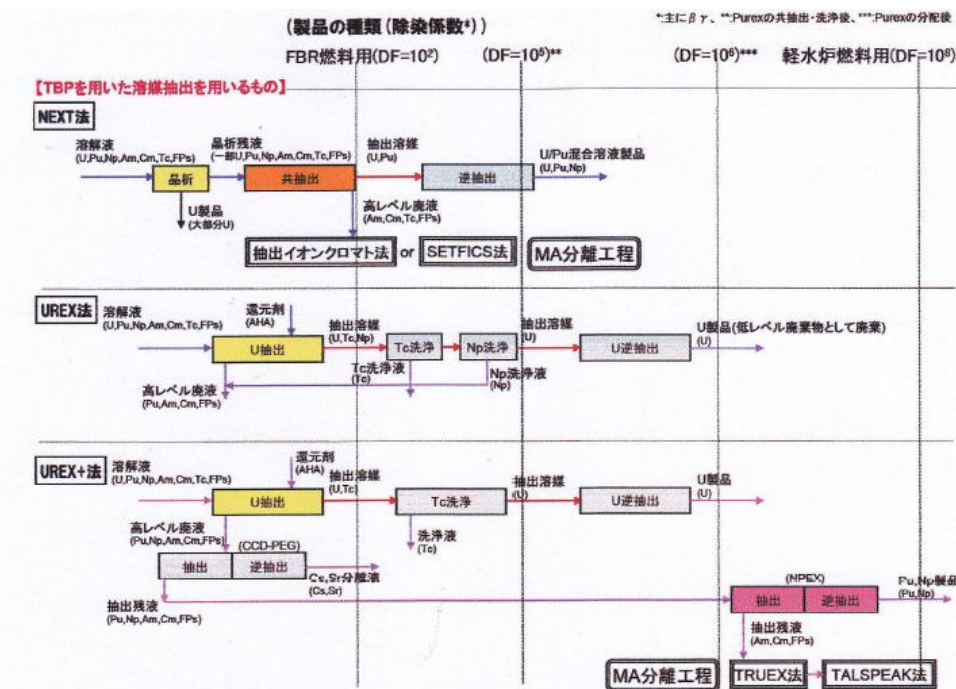 *:主にβγ、**:Purexの共抽出・洗浄後、***:Purexの分配後
(製品の種類(除染係数*))
FBR燃料用(DF=10²) (DF=10⁵)** (DF=10⁶)*** 軽水炉燃料用(DF=10⁸)
【TBPを用いた溶媒抽出を用いるもの】
NEXT法
溶解液
(U,Pu,Np,Am,Cm,Tc,FPs)
晶析残液
(一部U,Pu,Np,Am,Cm,Tc,FPs)
抽出溶媒
(U,Pu)
U/Pu混合溶液製品
(U,Pu,Np)
晶析
共抽出
逆抽出
U製品
(大部分U)
高レベル廃液
(Am,Cm,Tc,FPs)
抽出イオンクロマト法 or SETFICS法 MA分離工程
UREX法
溶解液
(U,Pu,Np,Am,Cm,Tc,FPs)
還元剤
(AHA)
抽出溶媒
(U,Tc,Np)
抽出溶媒
(U)
U製品(低レベル廃棄物として廃棄)
(U)
U抽出
Tc洗浄
Np洗浄
U逆抽出
高レベル廃液
(Pu,Am,Cm,FPs)
Tc洗浄液
(Tc)
Np洗浄液
(Np)
UREX+法
溶解液
(U,Pu,Np,Am,Cm,Tc,FPs)
還元剤
(AHA)
抽出溶媒
(U,Tc)
抽出溶媒
(U)
U製品
(U)
U抽出
Tc洗浄
U逆抽出
高レベル廃液
(Pu,Np,Am,Cm,FPs)
洗浄液
(Tc)
(CCD-PEG)
抽出 逆抽出
Cs,Sr分離液
(Cs,Sr)
抽出残液
(Pu,Np,Am,Cm,FPs)
(NPEX)
抽出 逆抽出
Pu,Np製品
(Pu,Np)
抽出残液
(Am,Cm,FPs)
MA分離工程 TRUEX法 TALSPEAK法